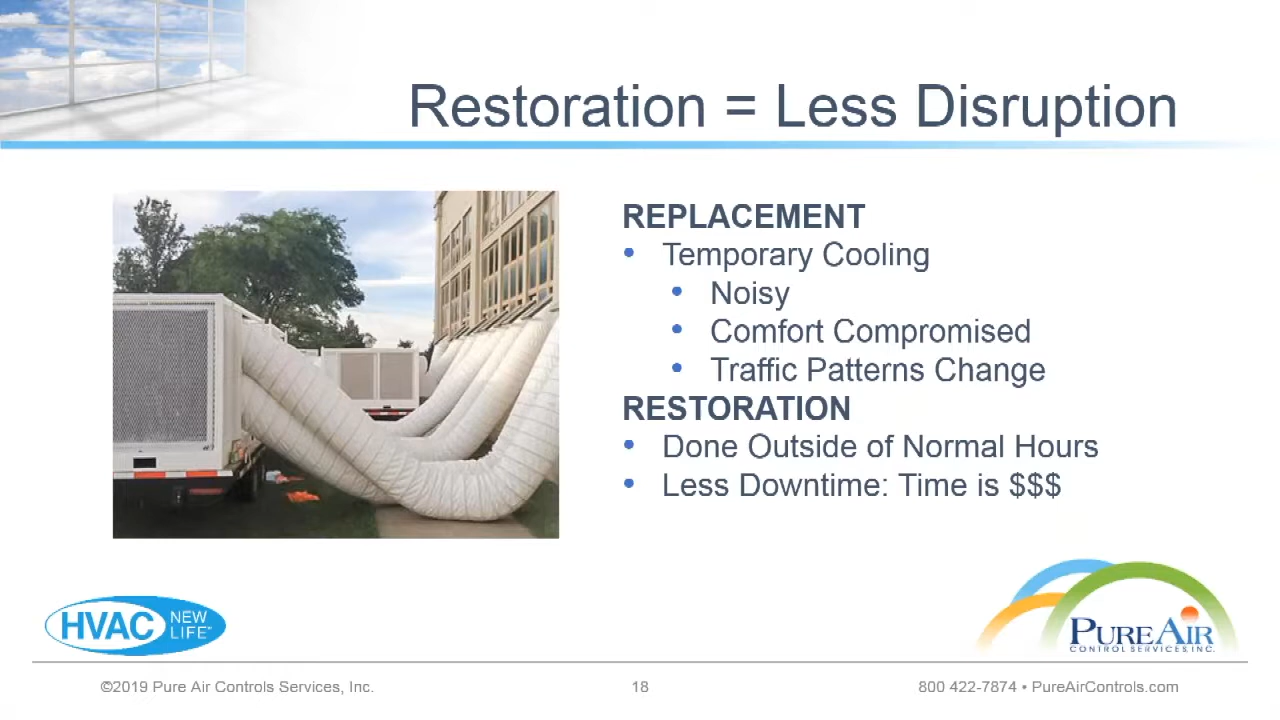 Restoration = Less Disruption
REPLACEMENT
• Temporary Cooling
• Noisy
• Comfort Compromised
• Traffic Patterns Change
RESTORATION
• Done Outside of Normal Hours
• Less Downtime: Time is $$$
HVAC NEW
LIFE™
PUREAIR
CONTROL SERVICES, INC.
©2019 Pure Air Controls Services, Inc.
18
800 422-7874 • PureAirControls.com